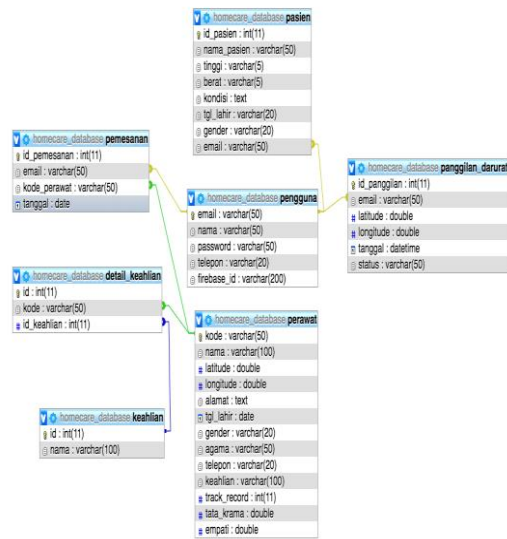 homecare_database pasien
id_pasien : int(11)
nama_pasien : varchar(50)
tinggi : varchar(5)
berat : varchar(5)
kondisi : text
tgl_lahir : varchar(20)
gender : varchar(20)
email : varchar(50)
homecare_database pemesanan
id_pemesanan : int(11)
email : varchar(50)
kode_perawat : varchar(50)
tanggal : date
homecare_database pengguna
email : varchar(50)
nama : varchar(50)
password : varchar(50)
telepon : varchar(20)
firebase_id : varchar(200)
homecare_database panggilan_darurat
id_panggilan : int(11)
email : varchar(50)
latitude : double
longitude : double
tanggal : datetime
status : varchar(50)
homecare_database detail_keahlian
id : int(11)
kode : varchar(50)
id_keahlian : int(11)
homecare_database perawat
kode : varchar(50)
nama : varchar(100)
latitude : double
longitude : double
alamat : text
tgl_lahir : date
gender : varchar(20)
agama : varchar(50)
telepon : varchar(20)
keahlian : varchar(100)
track_record : int(11)
tata_krama : double
empati : double
homecare_database keahlian
id : int(11)
nama : varchar(100)